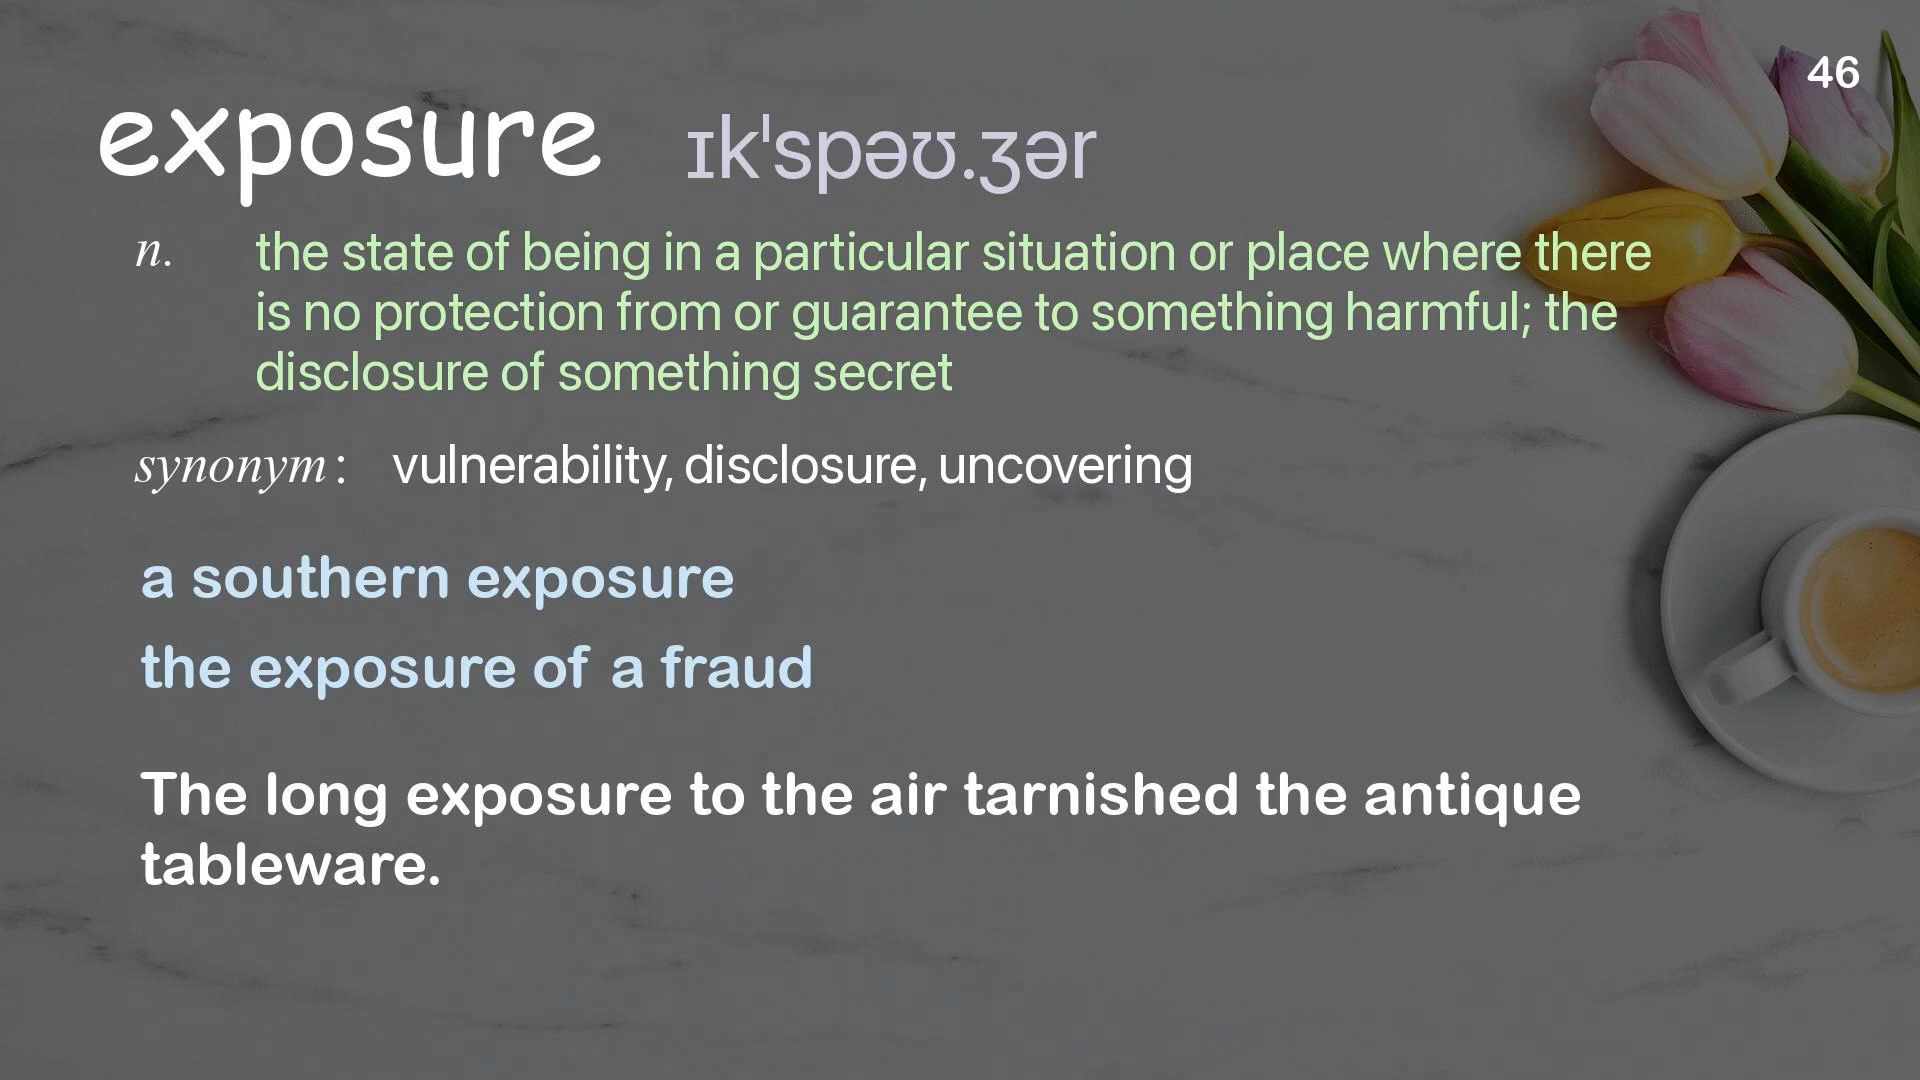 46
exposure ɪkˈspəʊ.ʒər
n. the state of being in a particular situation or place where there
is no protection from or guarantee to something harmful; the
disclosure of something secret
synonym : vulnerability, disclosure, uncovering
a southern exposure
the exposure of a fraud
The long exposure to the air tarnished the antique
tableware.